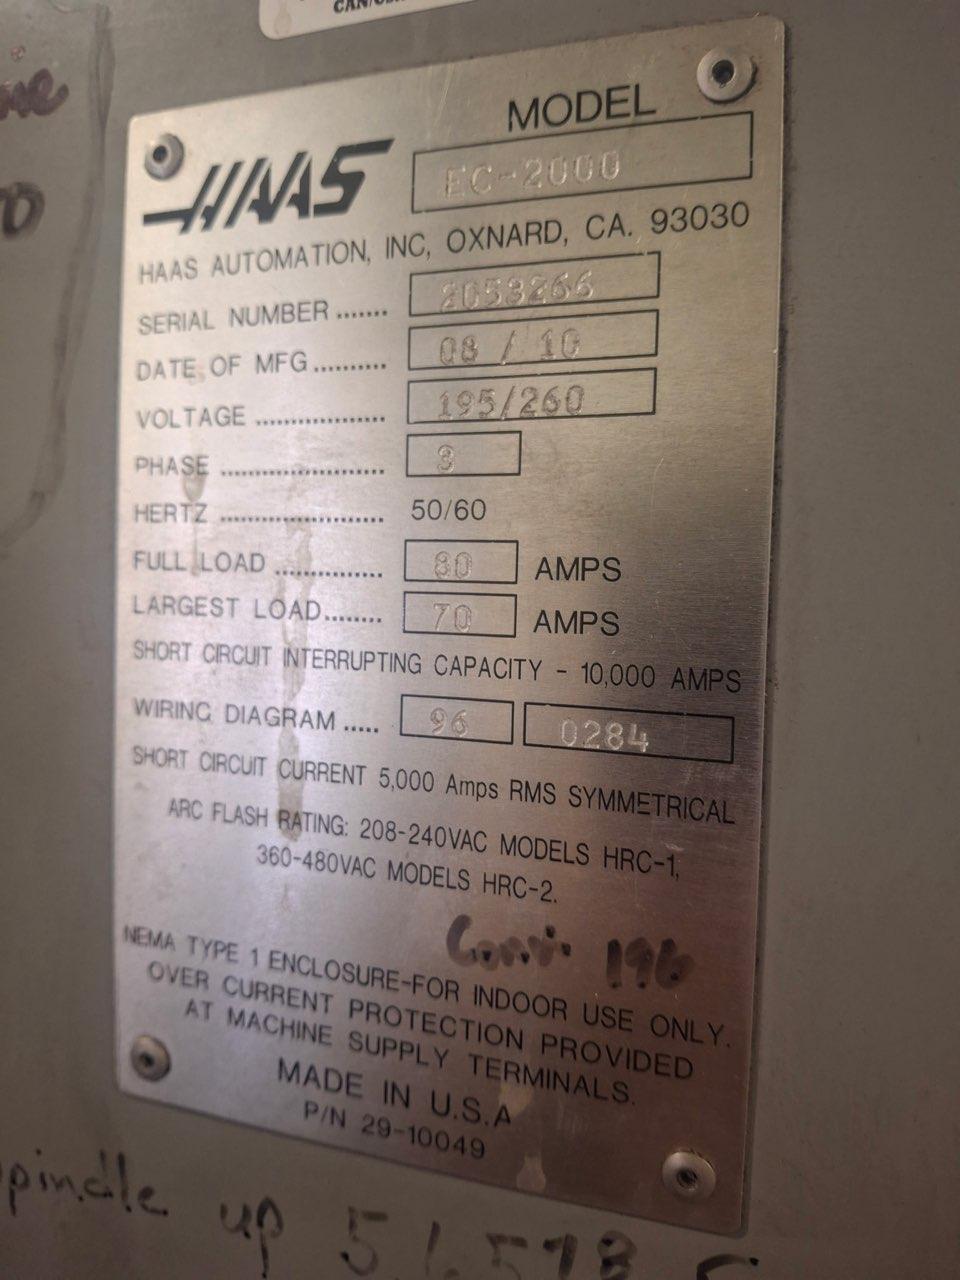 HAAS
MODEL
EC-2000
HAAS AUTOMATION, INC, OXNARD, CA. 93030
SERIAL NUMBER ....... 2053266
DATE OF MFG .......... 08 / 10
VOLTAGE .................. 195/260
PHASE ....................... 3
HERTZ ....................... 50/60
FULL LOAD ............... 80 AMPS
LARGEST LOAD........ 70 AMPS
SHORT CIRCUIT INTERRUPTING CAPACITY - 10,000 AMPS
WIRING DIAGRAM ..... 96 0284
SHORT CIRCUIT CURRENT 5,000 Amps RMS SYMMETRICAL
ARC FLASH RATING: 208-240VAC MODELS HRC-1,
360-480VAC MODELS HRC-2.
196
NEMA TYPE 1 ENCLOSURE-FOR INDOOR USE ONLY.
OVER CURRENT PROTECTION PROVIDED
AT MACHINE SUPPLY TERMINALS.
MADE IN U.S.A
P/N 29-10049
up